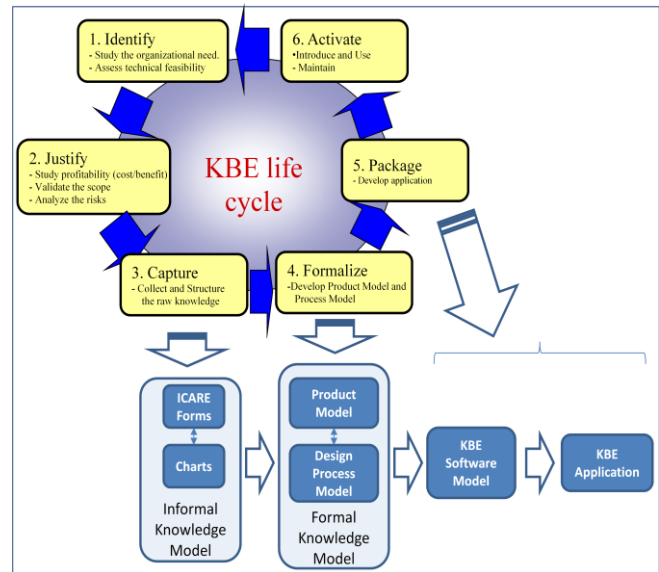 1. Identify
- Study the organizational need.
- Assess technical feasibility
6. Activate
•Introduce and Use
- Maintain
2. Justify
- Study profitability (cost/benefit)
- Validate the scope
- Analyze the risks
KBE life
cycle
5. Package
- Develop application
3. Capture
- Collect and Structure
the raw knowledge
4. Formalize
-Develop Product Model and
Process Model
ICARE
Forms
Charts
Informal
Knowledge
Model
Product
Model
Design
Process
Model
Formal
Knowledge
Model
KBE
Software
Model
KBE
Application